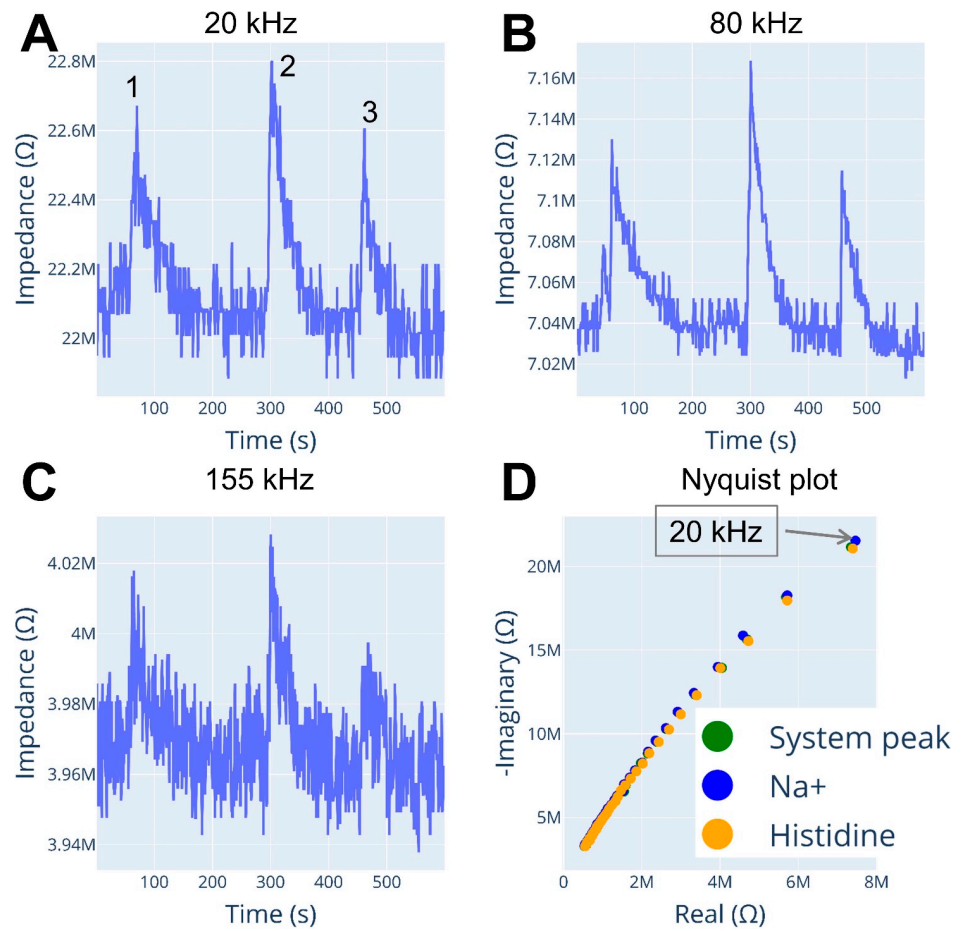 A
20 kHz
Impedance (Ω)
22.8M
22.6M
22.4M
22.2M
22M
1
2
3
100
200
300
400
500
Time (s)
B
80 kHz
Impedance (Ω)
7.16M
7.14M
7.12M
7.1M
7.08M
7.06M
7.04M
7.02M
100
200
300
400
500
Time (s)
C
155 kHz
Impedance (Ω)
4.02M
4M
3.98M
3.96M
3.94M
100
200
300
400
500
Time (s)
D
Nyquist plot
20 kHz
-Imaginary (Ω)
20M
15M
10M
5M
System peak
Na+
Histidine
0
2M
4M
6M
8M
Real (Ω)